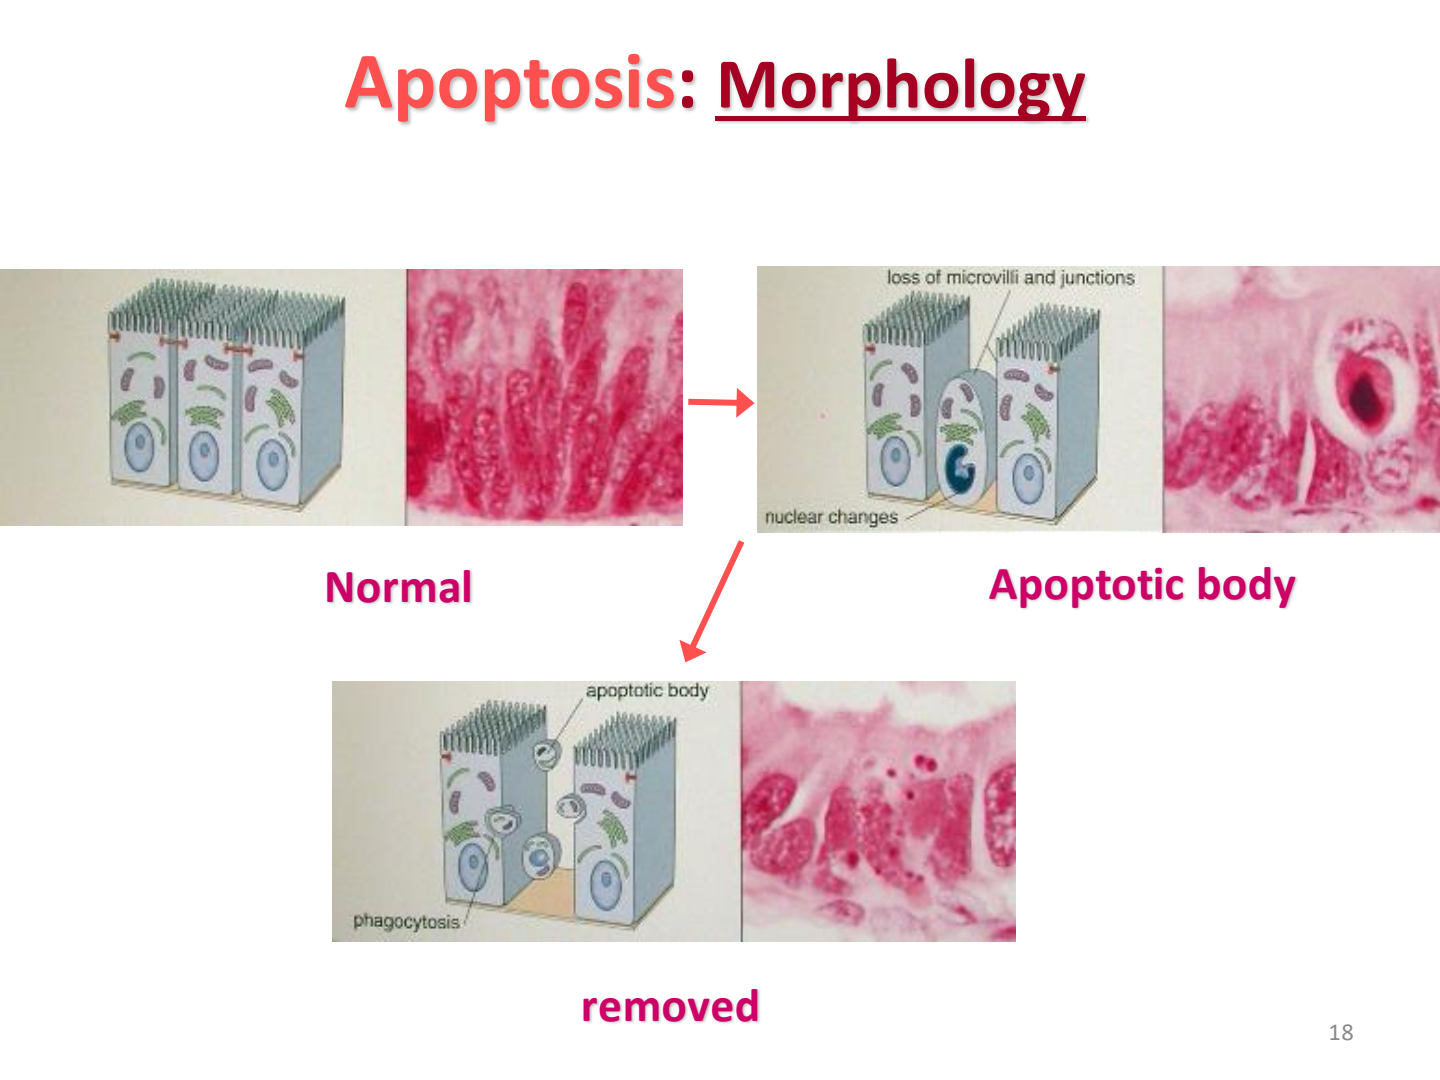 Apoptosis: Morphology
loss of microvilli and junctions
nuclear changes
Normal
Apoptotic body
apoptotic body
phagocytosis
removed
18